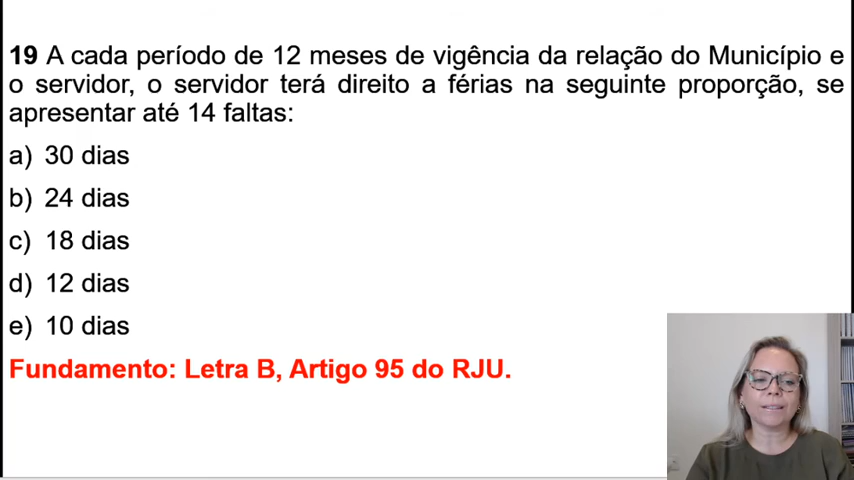 19 A cada período de 12 meses de vigência da relação do Município e
o servidor, o servidor terá direito a férias na seguinte proporção, se
apresentar até 14 faltas:
a) 30 dias
b) 24 dias
c) 18 dias
d) 12 dias
e) 10 dias
Fundamento: Letra B, Artigo 95 do RJU.